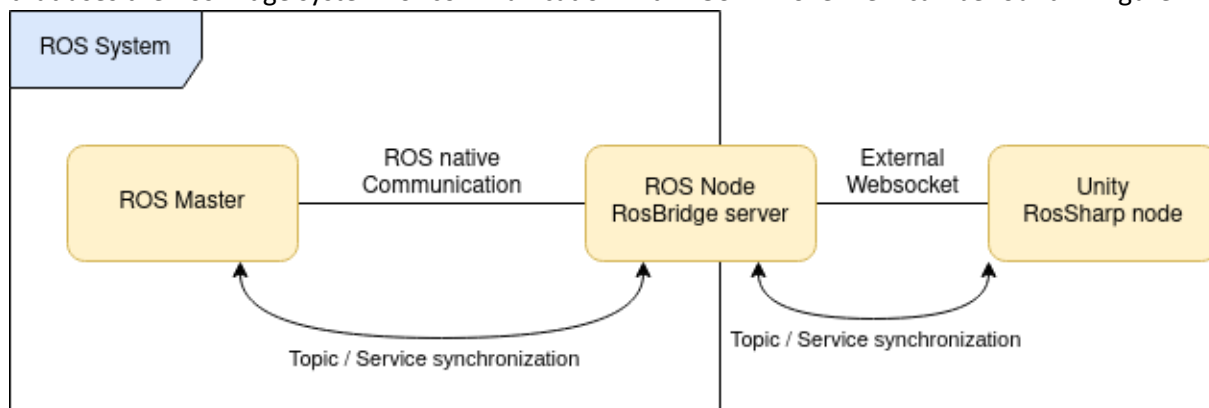 ROS System
ROS native
Communication
External
Websocket
ROS Master
ROS Node
RosBridge server
Unity
RosSharp node
Topic / Service synchronization
Topic / Service synchronization